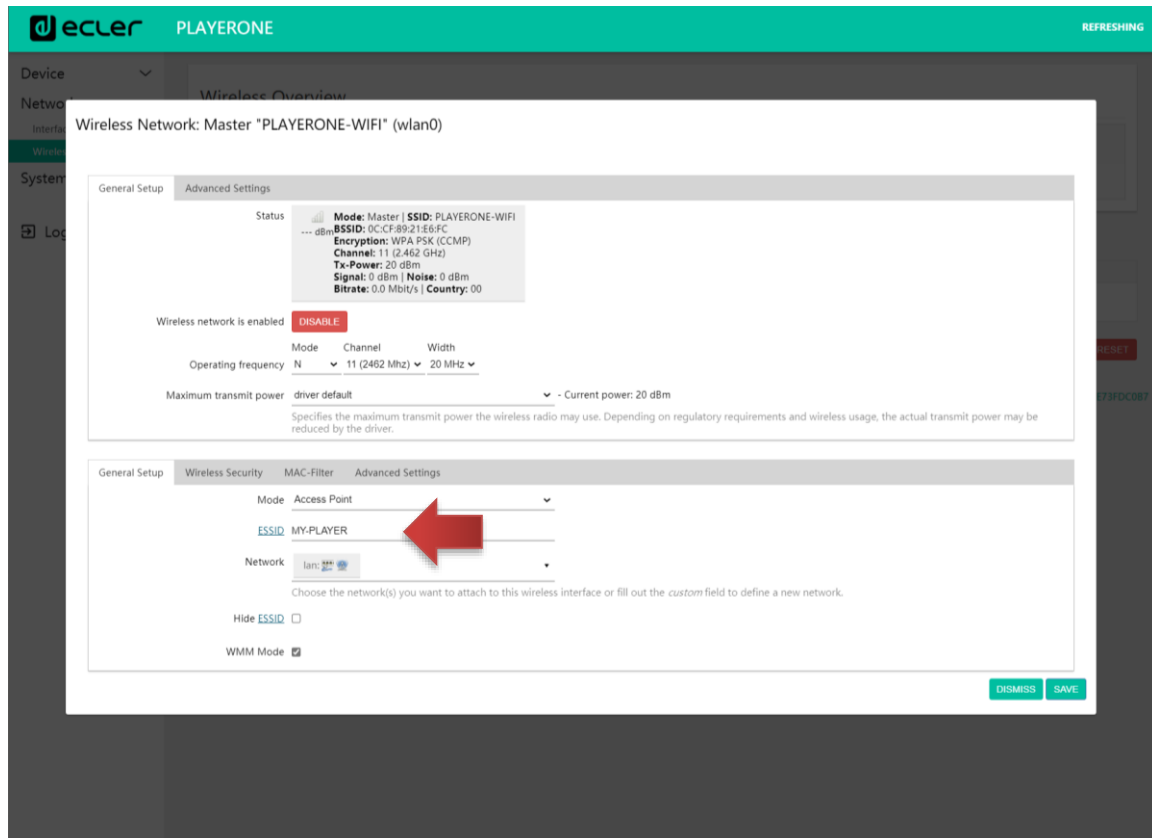 ecler PLAYERONE REFRESHING
Device
Wireless Overview
Wireless Network: Master "PLAYERONE-WIFI" (wlan0)
System
General Setup Advanced Settings
Status
Mode: Master | SSID: PLAYERONE-WIFI
--- dBm BSSID: 0C:CF:89:21:E6:FC
Encryption: WPA PSK (CCMP)
Channel: 11 (2.462 GHz)
Tx-Power: 20 dBm
Signal: 0 dBm | Noise: 0 dBm
Bitrate: 0.0 Mbit/s | Country: 00
Wireless network is enabled DISABLE
Mode Channel Width
Operating frequency N 11 (2462 Mhz) 20 MHz
RESET
Maximum transmit power driver default - Current power: 20 dBm
E73FDC0B7
Specifies the maximum transmit power the wireless radio may use. Depending on regulatory requirements and wireless usage, the actual transmit power may be
reduced by the driver.
General Setup Wireless Security MAC-Filter Advanced Settings
Mode Access Point
ESSID MY-PLAYER
Network lan:
Choose the network(s) you want to attach to this wireless interface or fill out the custom field to define a new network.
Hide ESSID
WMM Mode
DISMISS SAVE